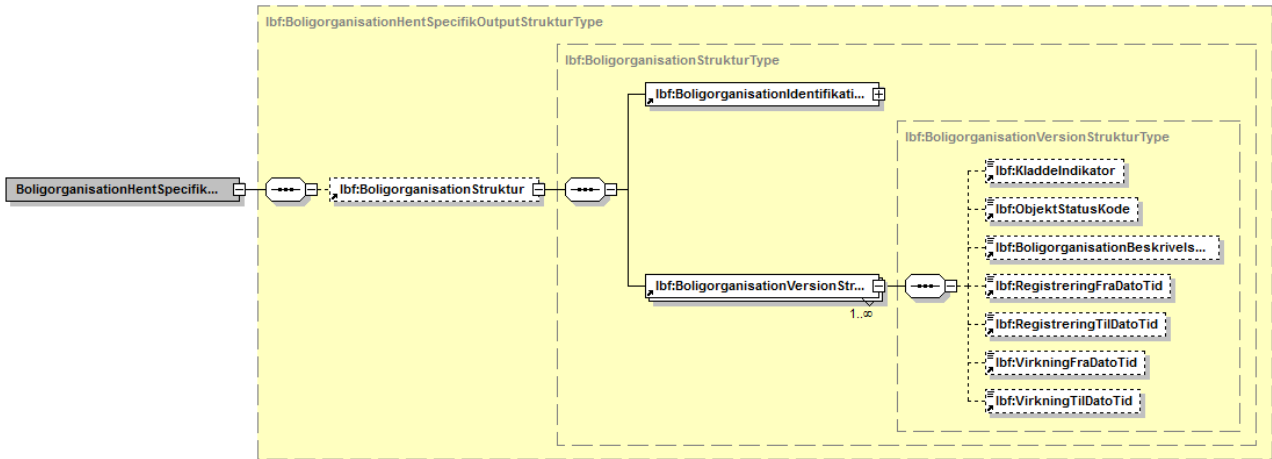 lbf:BoligorganisationHentSpecifikOutputStrukturType
lbf:BoligorganisationStrukturType
lbf:BoligorganisationIdentifikati...
lbf:BoligorganisationVersionStrukturType
BoligorganisationHentSpecifik...
lbf:BoligorganisationStruktur
lbf:KladdeIndikator
lbf:ObjektStatusKode
lbf:BoligorganisationBeskrivels...
lbf:BoligorganisationVersionStr...
1..∞
lbf:RegistreringFraDatoTid
lbf:RegistreringTilDatoTid
lbf:VirkningFraDatoTid
lbf:VirkningTilDatoTid